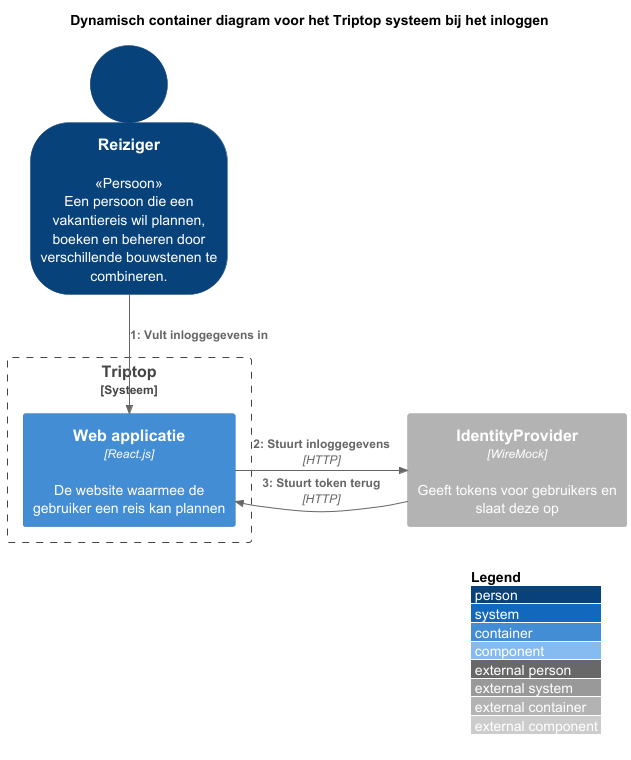 Dynamisch container diagram voor het Triptop systeem bij het inloggen
Reiziger
«Persoon»
Een persoon die een
vakantiereis wil plannen,
boeken en beheren door
verschillende bouwstenen te
combineren.
1: Vult inloggegevens in
Triptop
[Systeem]
Web applicatie
[React.js]
De website waarmee de
gebruiker een reis kan plannen
2: Stuurt inloggegevens
[HTTP]
3: Stuurt token terug
[HTTP]
IdentityProvider
[WireMock]
Geeft tokens voor gebruikers en
slaat deze op
Legend
person
system
container
component
external person
external system
external container
external component